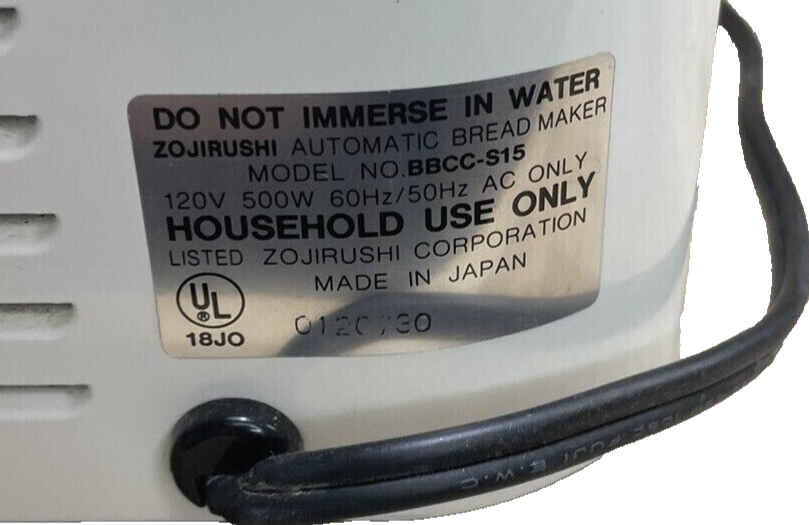 DO NOT IMMERSE IN WATER
ZOJIRUSHI AUTOMATIC BREAD MAKER
MODEL NO.BBCC-S15
120V 500W 60Hz/50Hz AC ONLY
HOUSEHOLD USE ONLY
LISTED ZOJIRUSHI CORPORATION
MADE IN JAPAN
UL
®
18JO
FUJI E.W.C